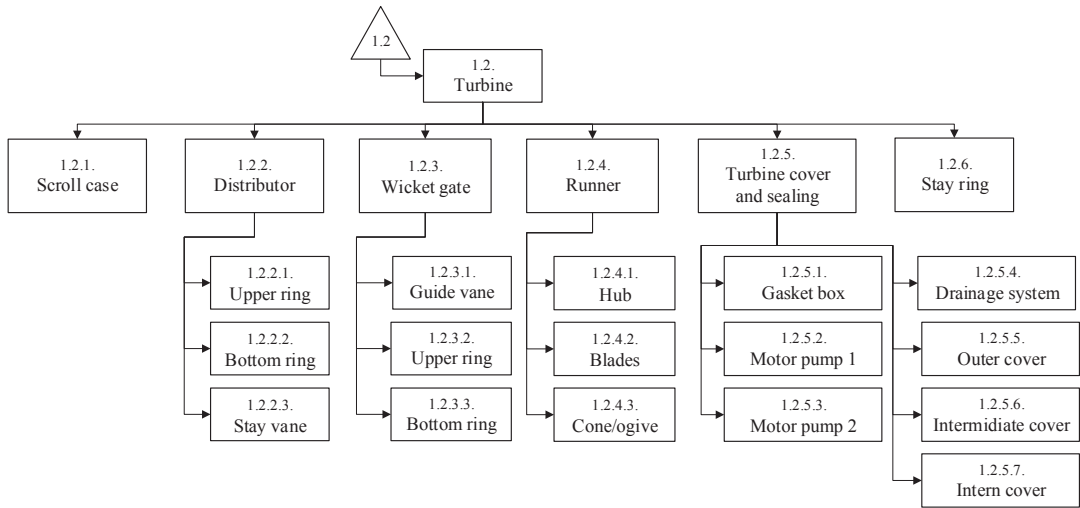 1.2
1.2.
Turbine
1.2.1.
Scroll case
1.2.2.
Distributor
1.2.3.
Wicket gate
1.2.4.
Runner
1.2.5.
Turbine cover
and sealing
1.2.6.
Stay ring
1.2.2.1.
Upper ring
1.2.2.2.
Bottom ring
1.2.2.3.
Stay vane
1.2.3.1.
Guide vane
1.2.3.2.
Upper ring
1.2.3.3.
Bottom ring
1.2.4.1.
Hub
1.2.4.2.
Blades
1.2.4.3.
Cone/ogive
1.2.5.1.
Gasket box
1.2.5.2.
Motor pump 1
1.2.5.3.
Motor pump 2
1.2.5.4.
Drainage system
1.2.5.5.
Outer cover
1.2.5.6.
Intermidiate cover
1.2.5.7.
Intern cover